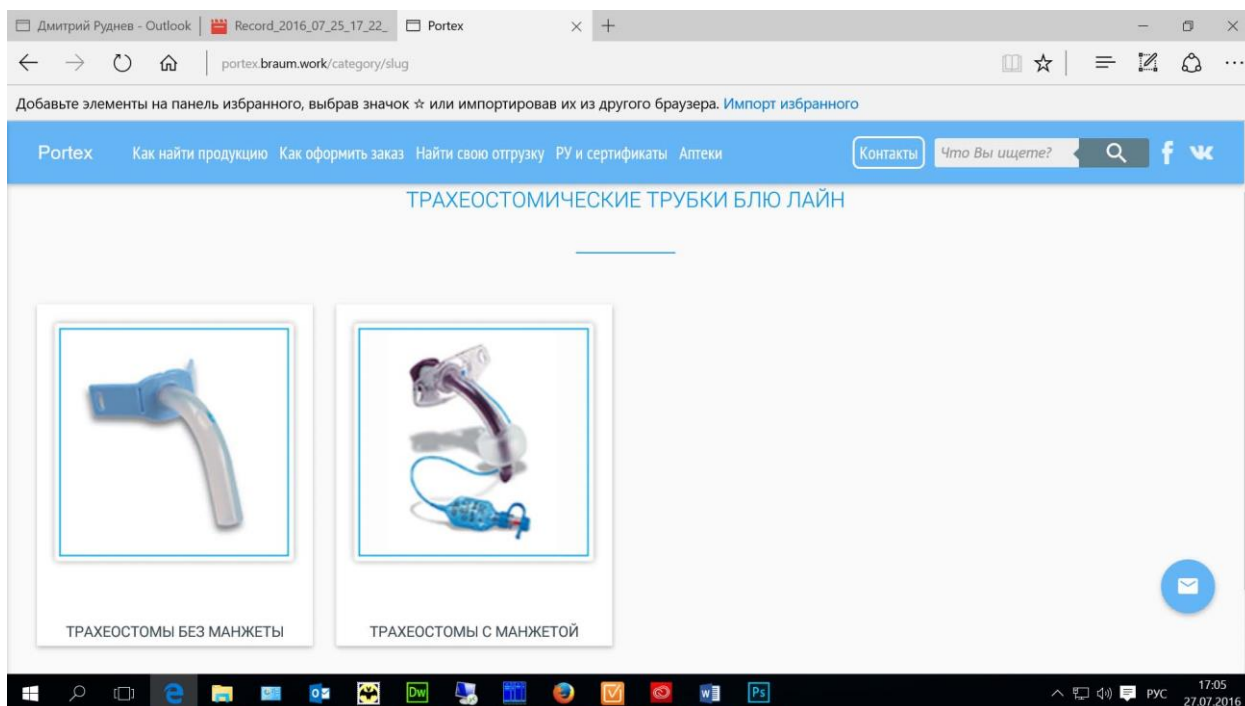 Дмитрий Руднев - Outlook
Record_2016_07_25_17_22_
Portex
portex.braum.work/category/slug
Добавьте элементы на панель избранного, выбрав значок ☆ или импортировав их из другого браузера. Импорт избранного
Portex Как найти продукцию Как оформить заказ Найти свою отгрузку РУ и сертификаты Аптеки Контакты Что Вы ищете?
ТРАХЕОСТОМИЧЕСКИЕ ТРУБКИ БЛЮ ЛАЙН
ТРАХЕОСТОМЫ БЕЗ МАНЖЕТЫ
ТРАХЕОСТОМЫ С МАНЖЕТОЙ
Dw
Ps
РУС
17:05
27.07.2016